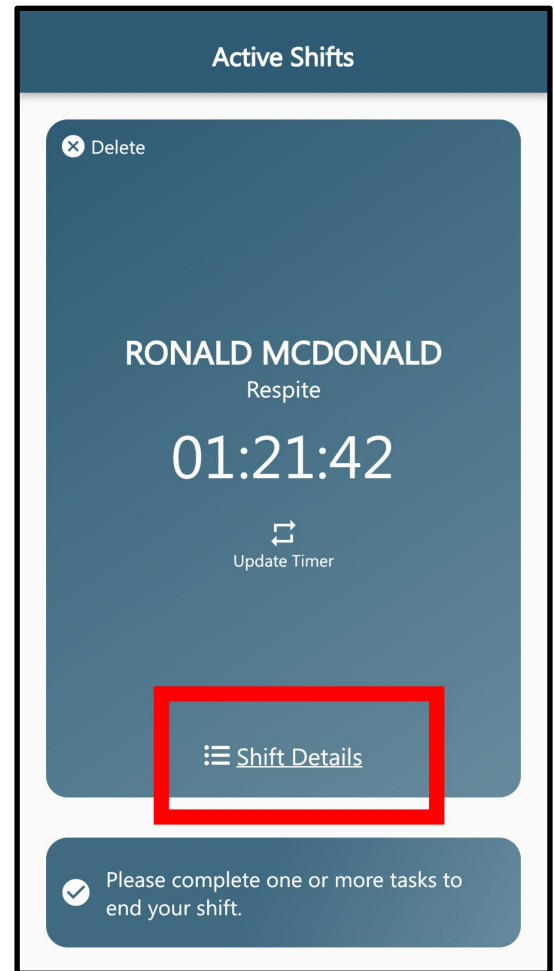 Active Shifts
Delete
RONALD MCDONALD
Respite
01:21:42
Update Timer
Shift Details
Please complete one or more tasks to
end your shift.